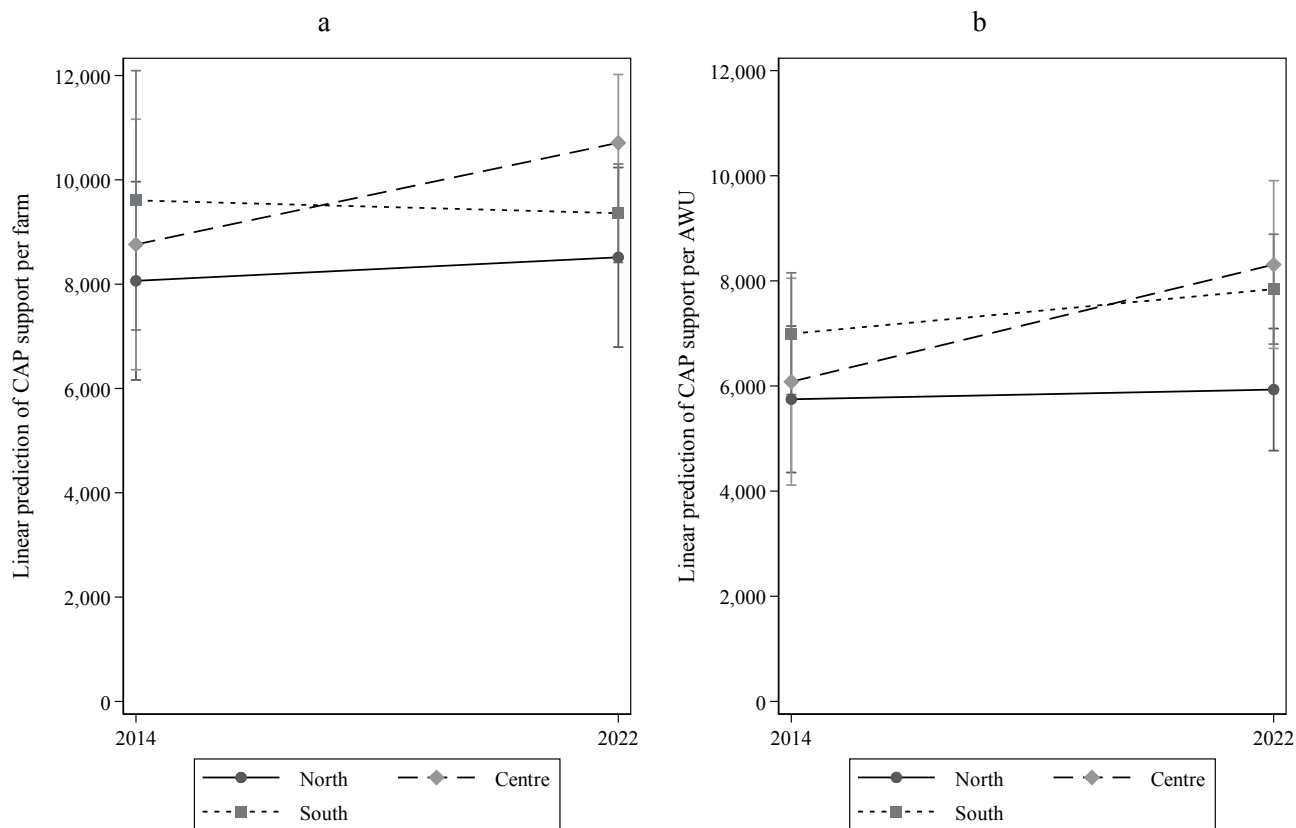 a
Linear prediction of CAP support per farm
12,000
10,000
8,000
6,000
4,000
2,000
0
2014
2022
North
Centre
South
b
Linear prediction of CAP support per AWU
12,000
10,000
8,000
6,000
4,000
2,000
0
2014
2022
North
Centre
South